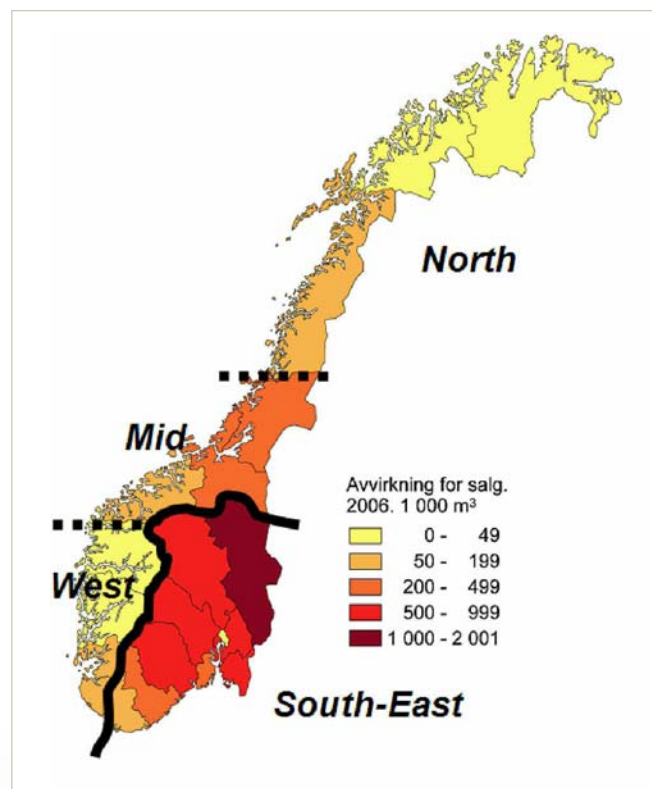 North
Mid
Avvirkning for salg.
2006. 1 000 m³
0 - 49
50 - 199
200 - 499
500 - 999
1 000 - 2 001
West
South-East